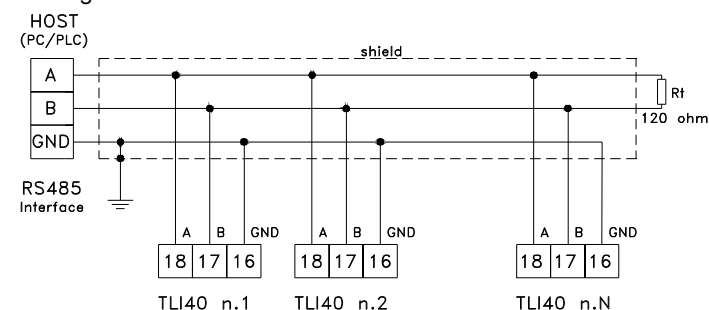 HOST
(PC/PLC)
shield
A
B
GND
Rt
120 ohm
RS485
Interface
A B GND A B GND A B GND
18 17 16 18 17 16 18 17 16
TLI40 n.1 TLI40 n.2 TLI40 n.N